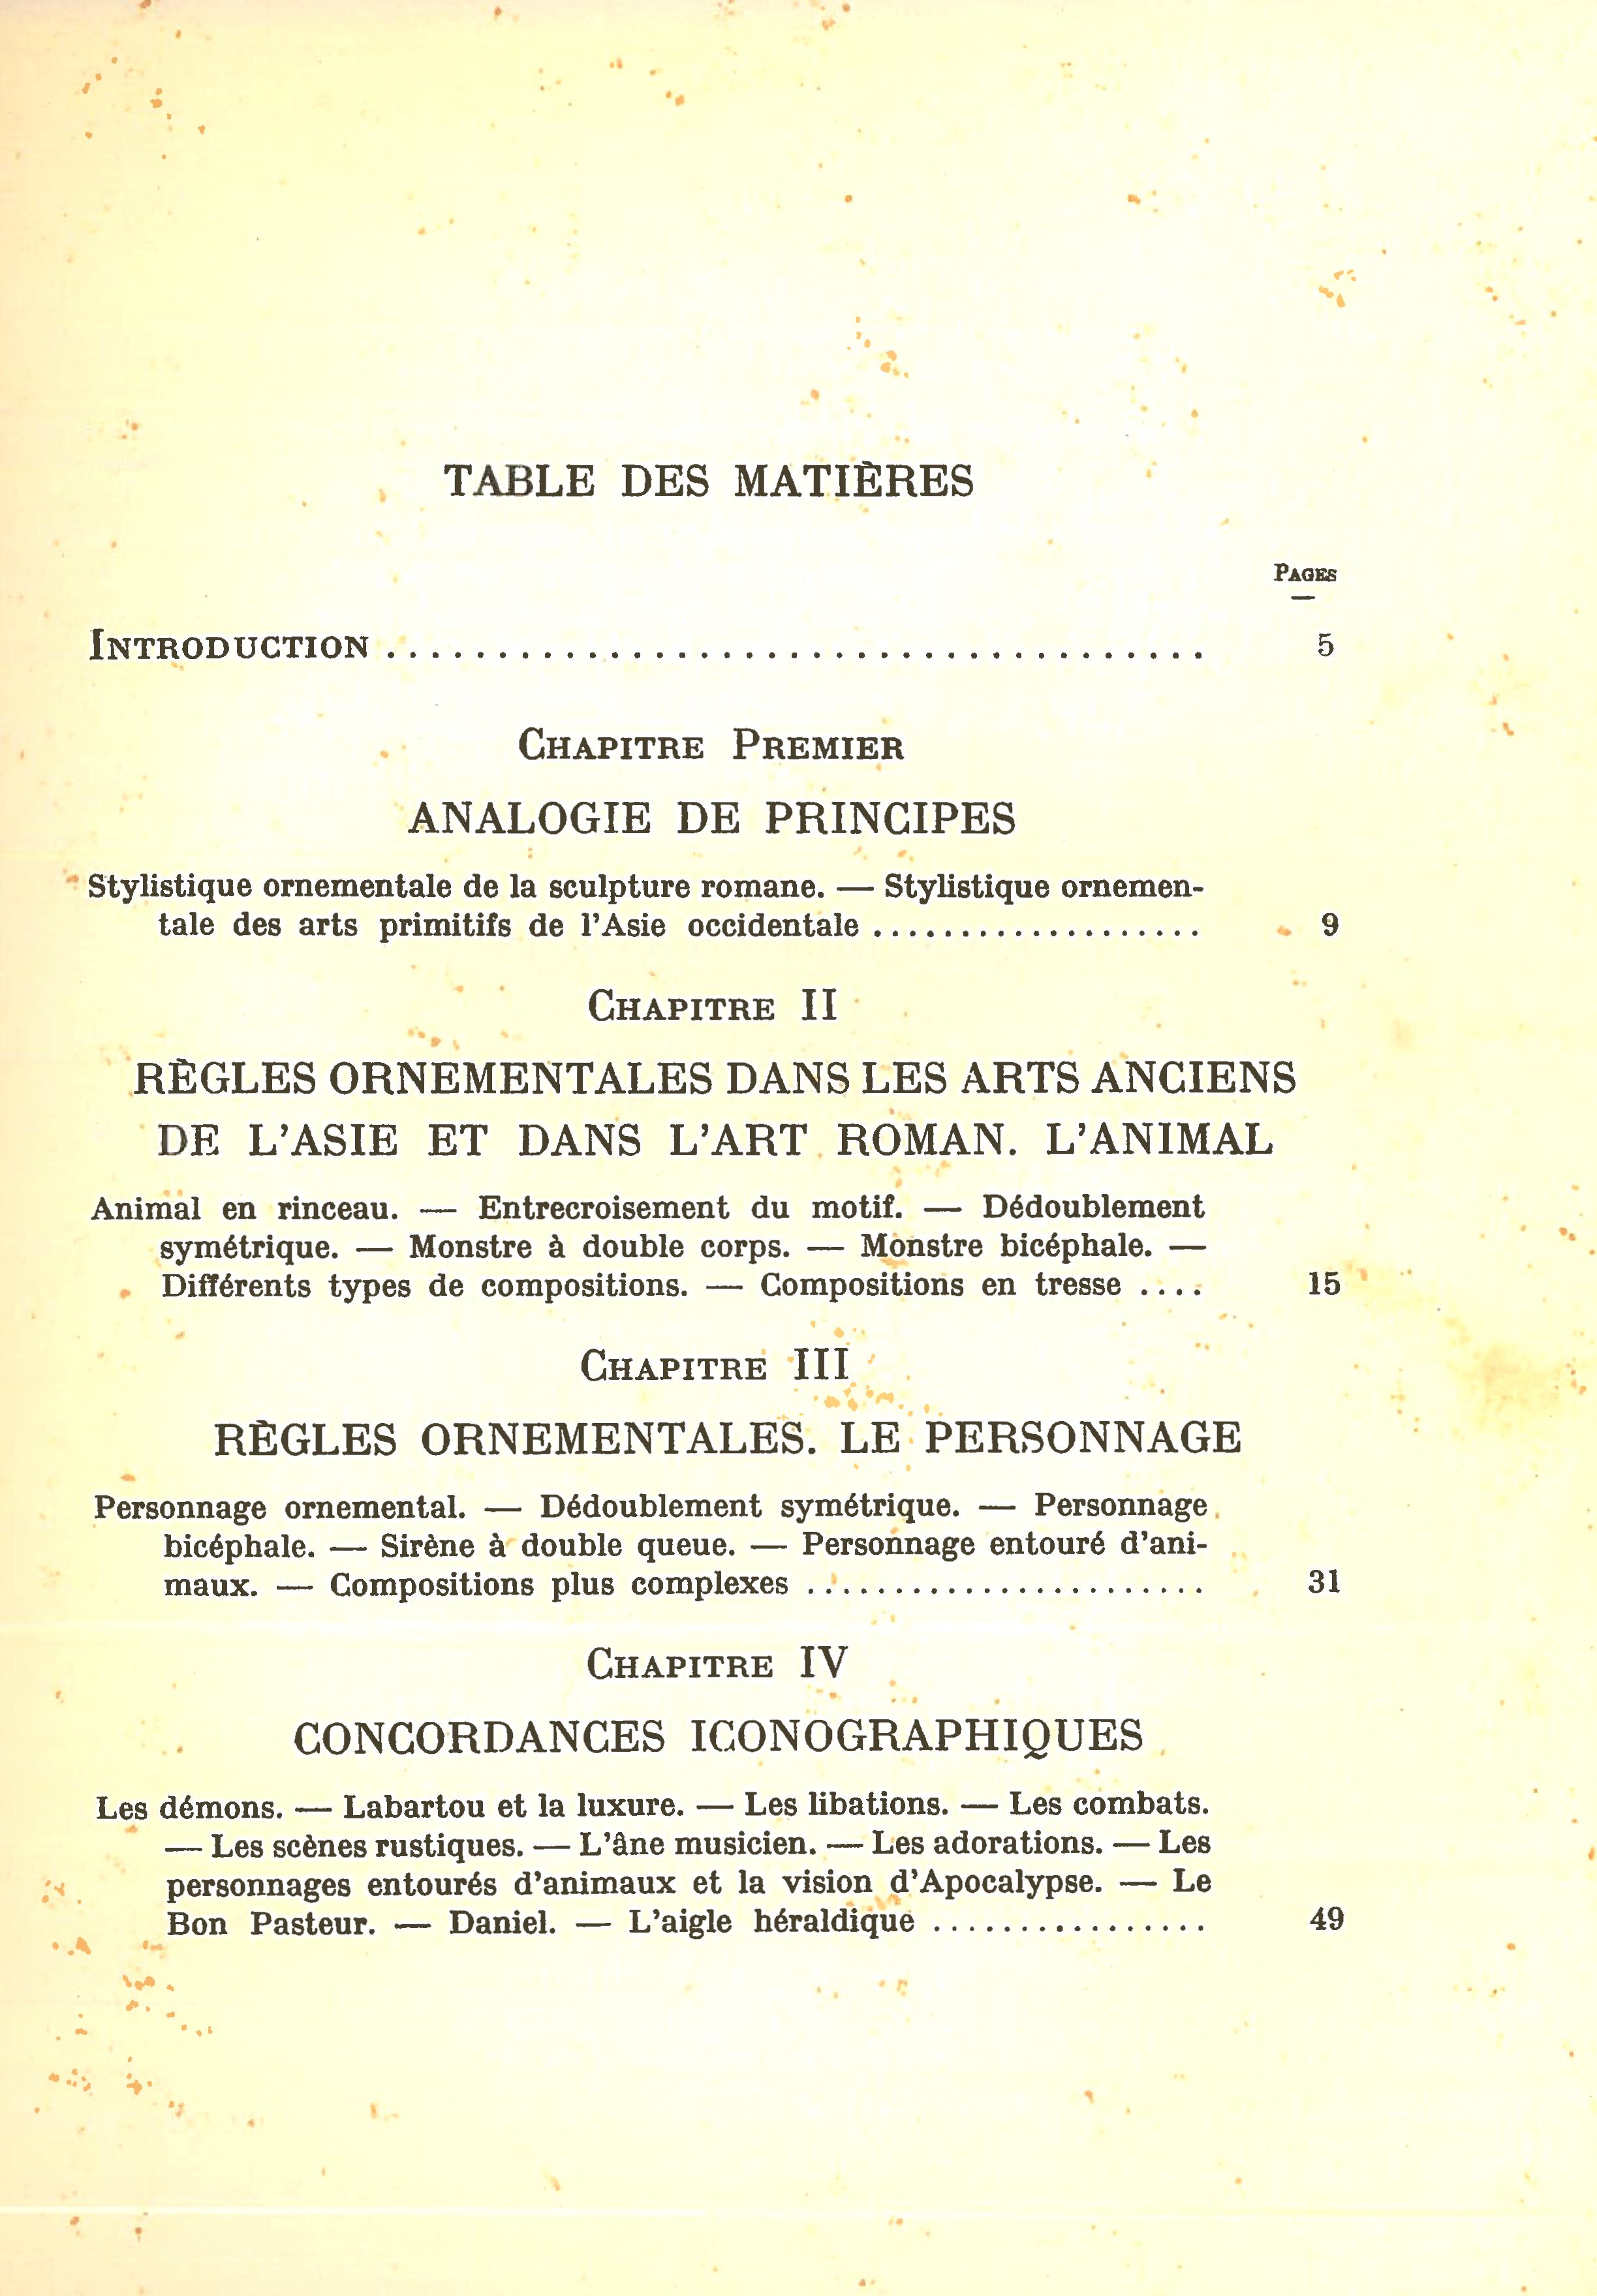 TABLE DES MATIÈRES
PAGES
INTRODUCTION ..................................... 5
CHAPITRE PREMIER
ANALOGIE DE PRINCIPES
Stylistique ornementale de la sculpture romane. — Stylistique ornemen-
tale des arts primitifs de l'Asie occidentale ................... 9
CHAPITRE II
RÈGLES ORNEMENTALES DANS LES ARTS ANCIENS
DE L'ASIE ET DANS L'ART ROMAN. L'ANIMAL
Animal en rinceau. — Entrecroisement du motif. — Dédoublement
symétrique. — Monstre à double corps. — Monstre bicéphale. —
Différents types de compositions. — Compositions en tresse .... 15
CHAPITRE III
RÈGLES ORNEMENTALES. LE PERSONNAGE
Personnage ornemental. — Dédoublement symétrique. — Personnage
bicéphale. — Sirène à double queue. — Personnage entouré d'ani-
maux. — Compositions plus complexes ....................... 31
CHAPITRE IV
CONCORDANCES ICONOGRAPHIQUES
Les démons. — Labartou et la luxure. — Les libations. — Les combats.
— Les scènes rustiques. — L'âne musicien. — Les adorations. — Les
personnages entourés d'animaux et la vision d'Apocalypse. — Le
Bon Pasteur. — Daniel. — L'aigle héraldique ................ 49